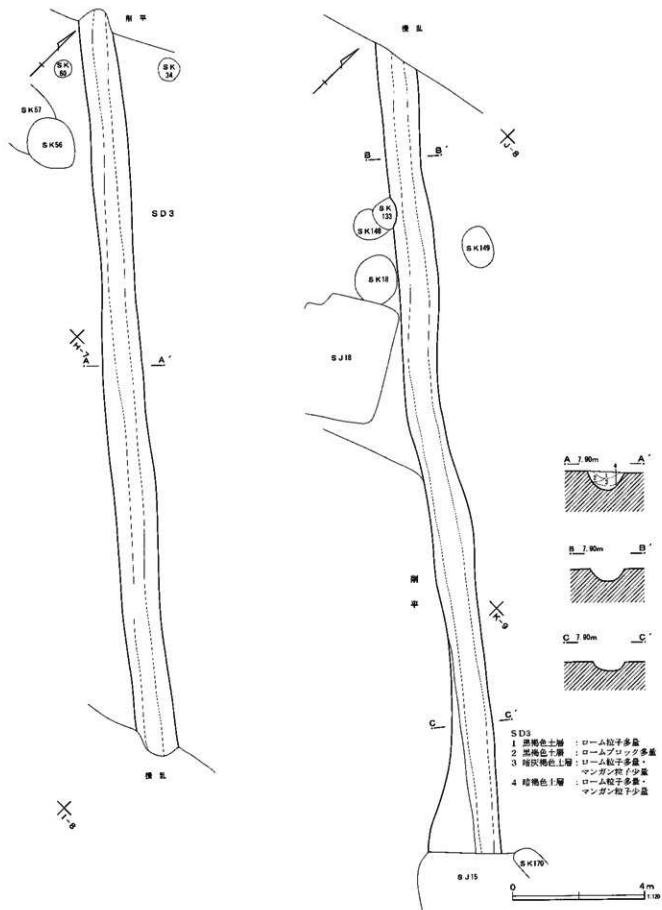 削平
SK
60
SK
34
SK57
SK56
SD3
H-7
A
A´
攪乱
I-8
攪乱
J-8
B
B´
SK
133
SK148
SK149
SK18
SJ18
削
平
K-9
C
C´
SJ15
SK170
A 7.90m A´
B 7.90m B´
C 7.90m C´
SD3
1 黒褐色土層 :ローム粒子多量
2 黒褐色土層 :ロームブロック多量
3 暗灰褐色土層:ローム粒子多量・
マンガン粒子少量
4 暗褐色土層 :ローム粒子多量・
マンガン粒子少量
0 4m
1:120